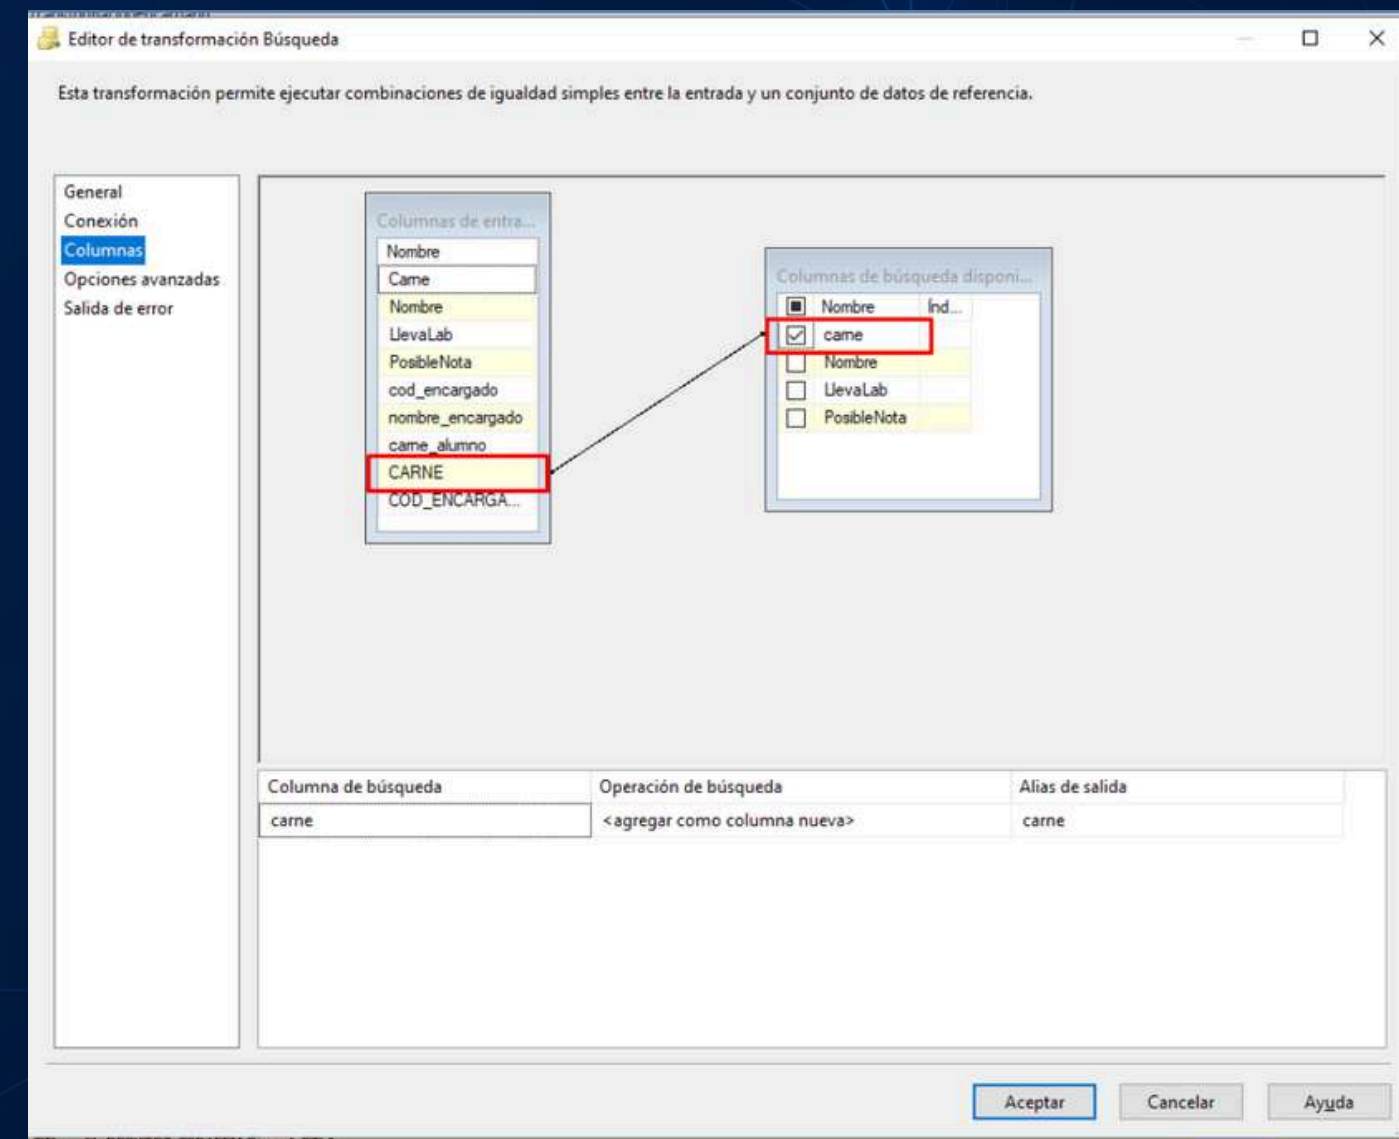 Editor de transformación Búsqueda
Esta transformación permite ejecutar combinaciones de igualdad simples entre la entrada y un conjunto de datos de referencia.
General
Conexión
Columnas
Opciones avanzadas
Salida de error
Columnas de entra...
Nombre
Carne
Nombre
LlevaLab
PosibleNota
cod_encargado
nombre_encargado
carne_alumno
CARNE
COD_ENCARGA...
Columnas de búsqueda disponi...
Nombre Índ...
carne
Nombre
LlevaLab
PosibleNota
Columna de búsqueda Operación de búsqueda Alias de salida
carne <agregar como columna nueva> carne
Aceptar Cancelar Ayuda